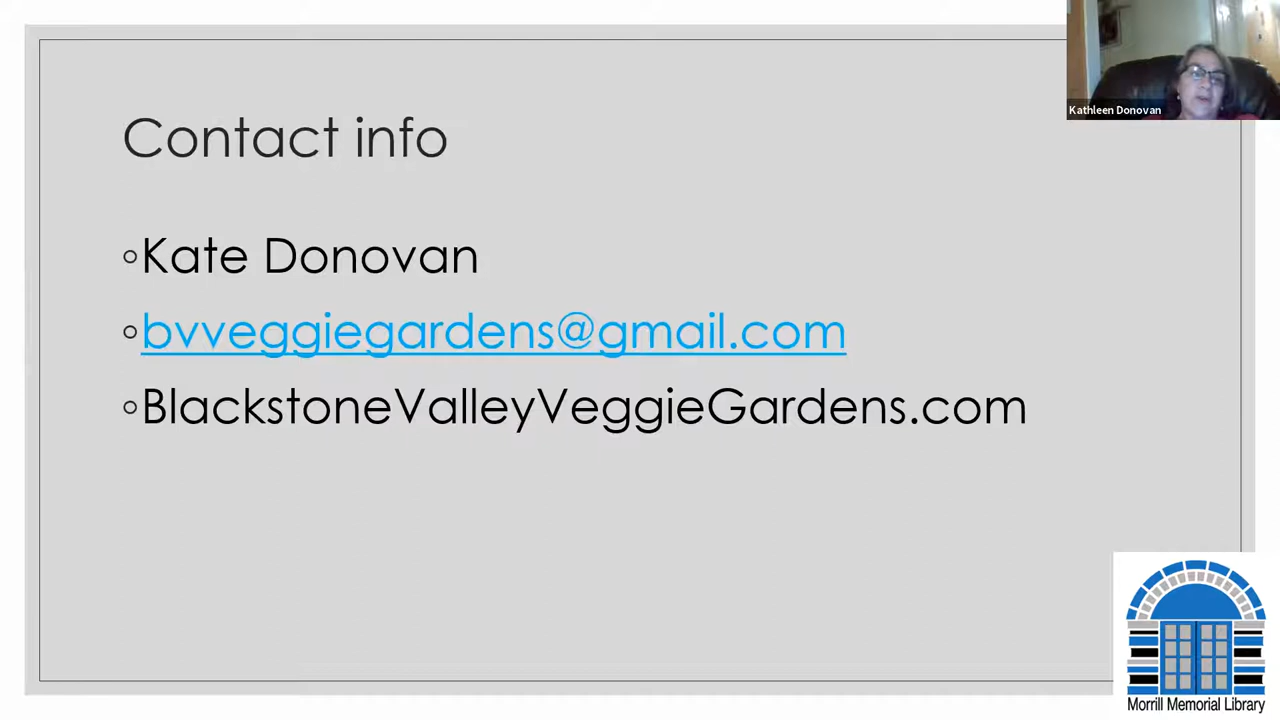 Kathleen Donovan
Contact info
◦Kate Donovan
◦bvveggiegardens@gmail.com
◦BlackstoneValleyVeggieGardens.com
Morrill Memorial Library